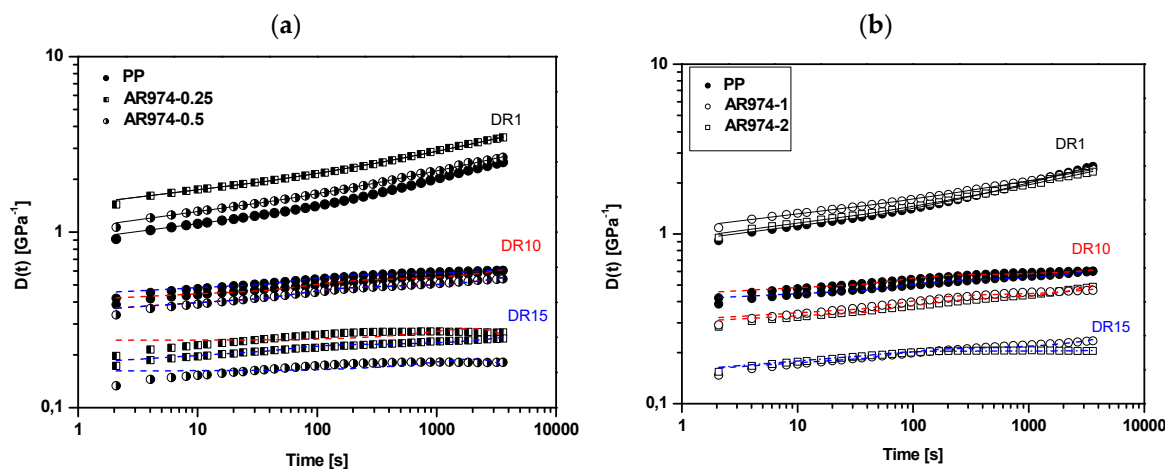 (a)
10
1
0,1
D(t) [GPa⁻¹]
PP
AR974-0.25
AR974-0.5
DR1
DR10
DR15
1 10 100 1000 10000
Time [s]
(b)
10
1
0,1
D(t) [GPa⁻¹]
PP
AR974-1
AR974-2
DR1
DR10
DR15
1 10 100 1000 10000
Time [s]